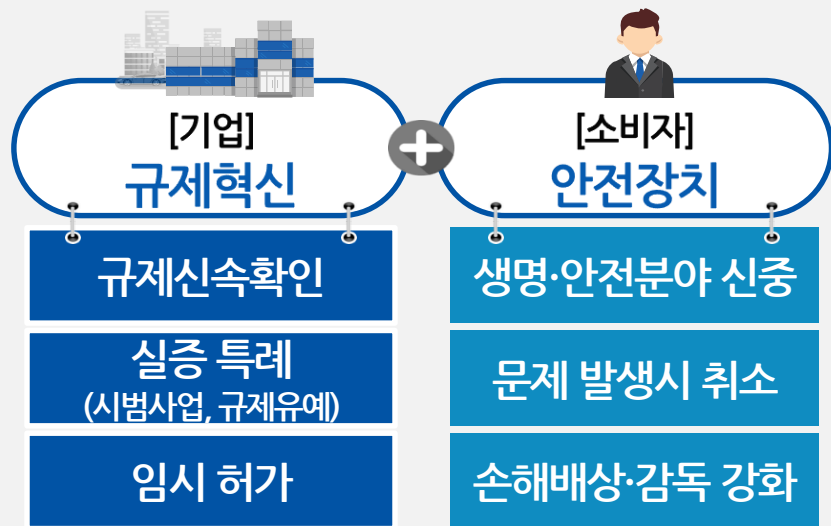 [기업]
규제혁신
규제신속확인
실증 특례
(시범사업, 규제유예)
임시 허가
[소비자]
안전장치
생명·안전분야 신중
문제 발생시 취소
손해배상·감독 강화